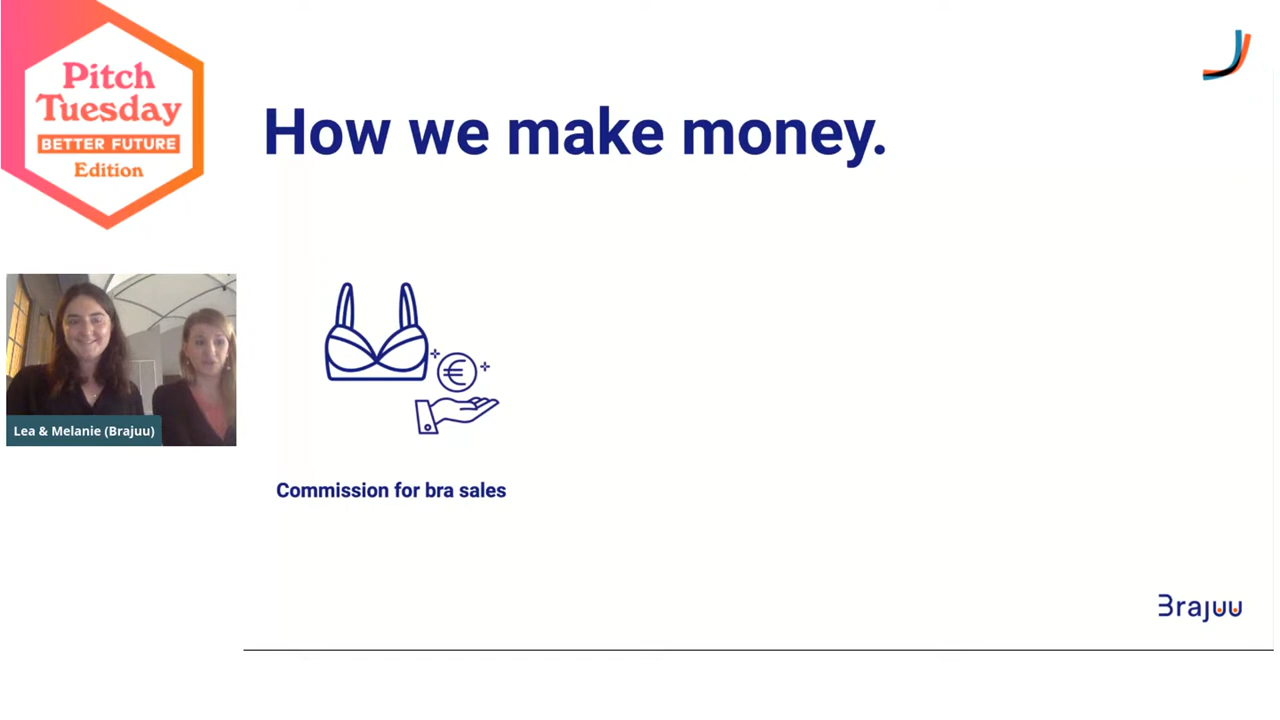 Pitch
Tuesday
BETTER FUTURE
Edition
How we make money.
€
Commission for bra sales
Lea & Melanie (Brajuu)
Brajuu